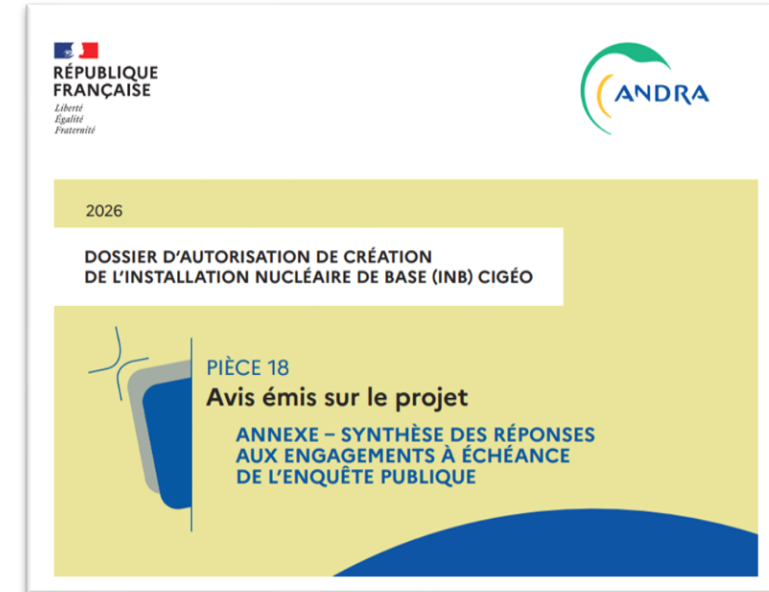 RÉPUBLIQUE
FRANÇAISE
Liberté
Égalité
Fraternité
ANDRA
2026
DOSSIER D'AUTORISATION DE CRÉATION
DE L'INSTALLATION NUCLÉAIRE DE BASE (INB) CIGÉO
PIÈCE 18
Avis émis sur le projet
ANNEXE – SYNTHÈSE DES RÉPONSES
AUX ENGAGEMENTS À ÉCHÉANCE
DE L'ENQUÊTE PUBLIQUE